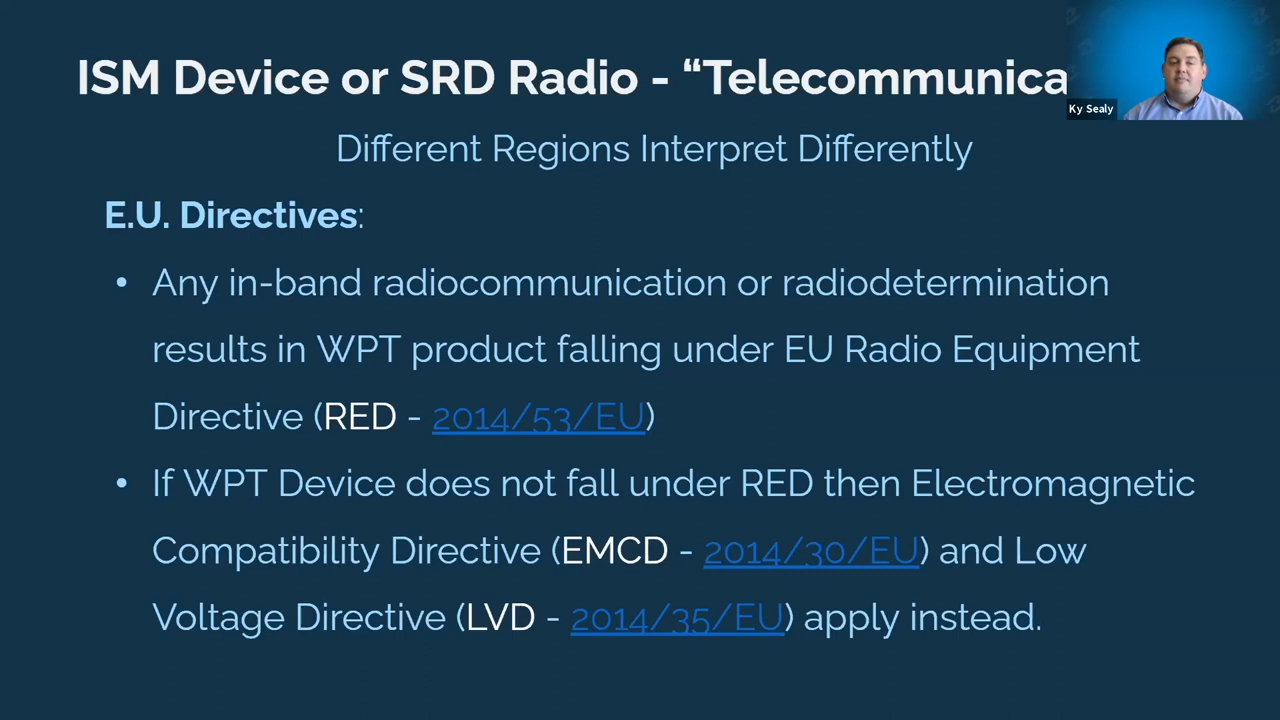 ISM Device or SRD Radio - “Telecommunica
Ky Sealy
Different Regions Interpret Differently
E.U. Directives:
• Any in-band radiocommunication or radiodetermination
results in WPT product falling under EU Radio Equipment
Directive (RED - 2014/53/EU)
• If WPT Device does not fall under RED then Electromagnetic
Compatibility Directive (EMCD - 2014/30/EU) and Low
Voltage Directive (LVD - 2014/35/EU) apply instead.